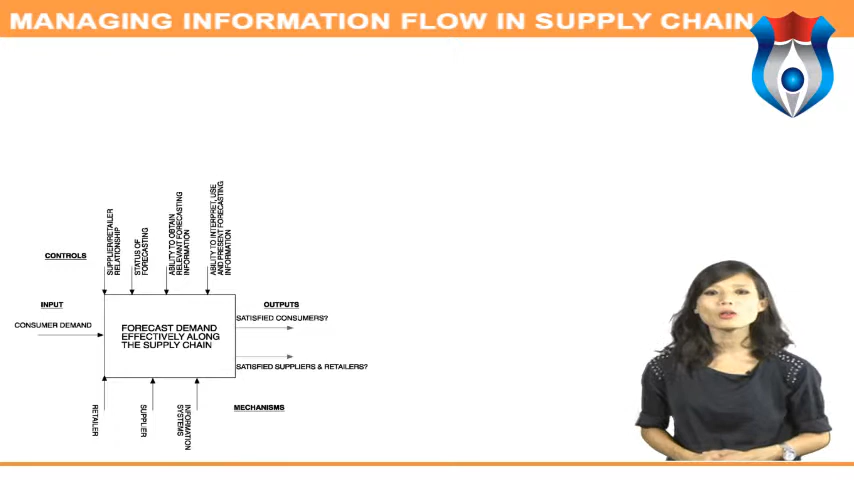 MANAGING INFORMATION FLOW IN SUPPLY CHAIN
SUPPLIER/RETAILER
RELATIONSHIP
STATUS OF
FORECASTING
ABILITY TO OBTAIN
RELEVANT FORECASTING
INFORMATION
ABILITY TO INTERPRET, USE
AND PRESENT FORECASTING
INFORMATION
CONTROLS
INPUT
CONSUMER DEMAND
FORECAST DEMAND
EFFECTIVELY ALONG
THE SUPPLY CHAIN
OUTPUTS
SATISFIED CONSUMERS?
SATISFIED SUPPLIERS & RETAILERS?
RETAILER
SUPPLIER
INFORMATION
SYSTEMS
MECHANISMS